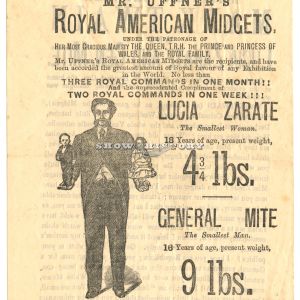 MR. UFFNER'S
ROYAL AMERICAN MIDGETS,
UNDER THE PATRONAGE OF
HER MOST GRACIOUS MAJESTY THE QUEEN, T.R.H. THE PRINCE AND PRINCESS OF
WALES, AND THE ROYAL FAMILY.
MR. UFFNER'S ROYAL AMERICAN MIDGETS are the recipients, and have
been accorded the greatest amount of Royal favour of any Exhibition
in the World. No less than
THREE ROYAL COMMANDS IN ONE MONTH!!
And the unprecedented Compliment of
TWO ROYAL COMMANDS IN ONE WEEK!!!
LUCIA ZARATE
The Smallest Woman.
18 Years of age, present weight,
4 3/4 lbs.
GENERAL MITE
The Smallest Man.
16 Years of age, present weight,
9 lbs.